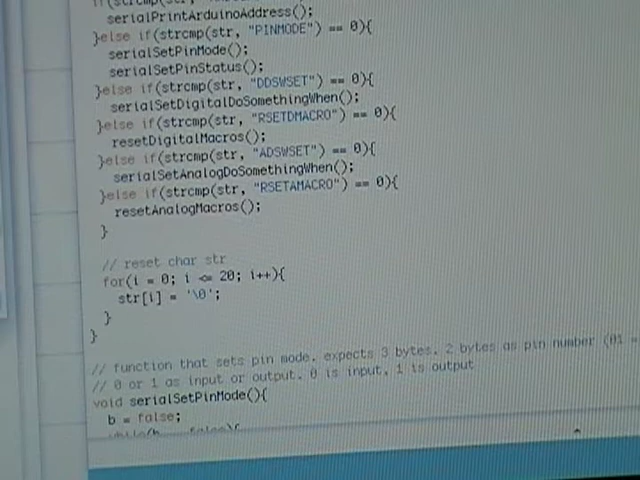 serialPrintArduinoAddress();
}else if(strcmp(str, "PINMODE") == 0){
serialSetPinMode();
serialSetPinStatus();
}else if(strcmp(str, "DDSWSET") == 0){
serialSetDigitalDoSomethingWhen();
}else if(strcmp(str, "RSETDMACRO") == 0){
resetDigitalMacros();
}else if(strcmp(str, "ADSWSET") == 0){
serialSetAnalogDoSomethingWhen();
}else if(strcmp(str, "RSETAMACRO") == 0){
resetAnalogMacros();
}
// reset char str
for(i = 0; i <= 20; i++){
str[i] = '\0';
}
}
// function that sets pin mode. expects 3 bytes. 2 bytes as pin number (01 =
// 0 or 1 as input or output. 0 is input, 1 is output
void serialSetPinMode(){
b = false;